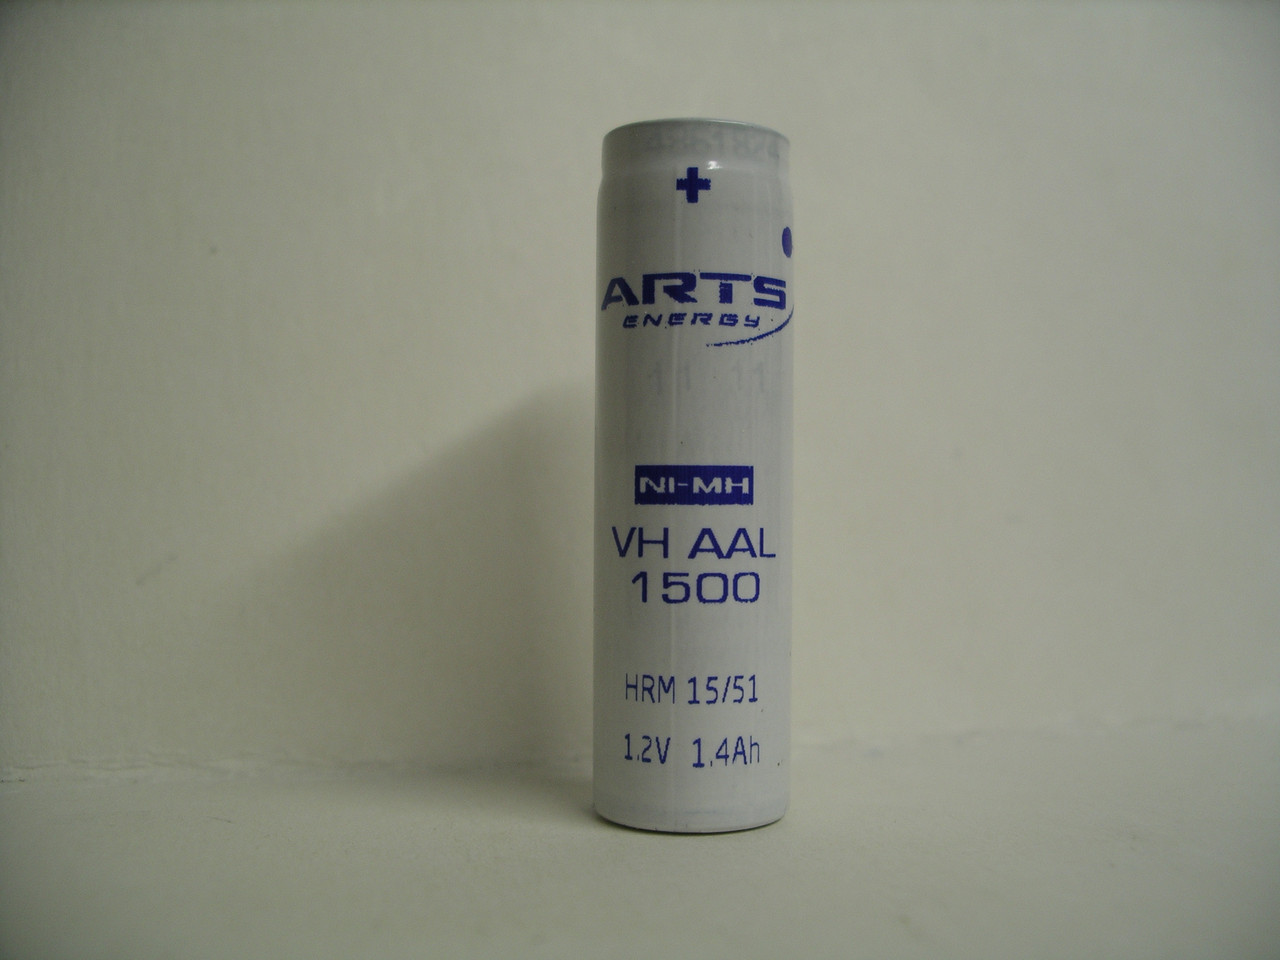 +
ARTS
ENERGY
NI-MH
VH AAL
1500
HRM 15/51
1.2V 1.4Ah